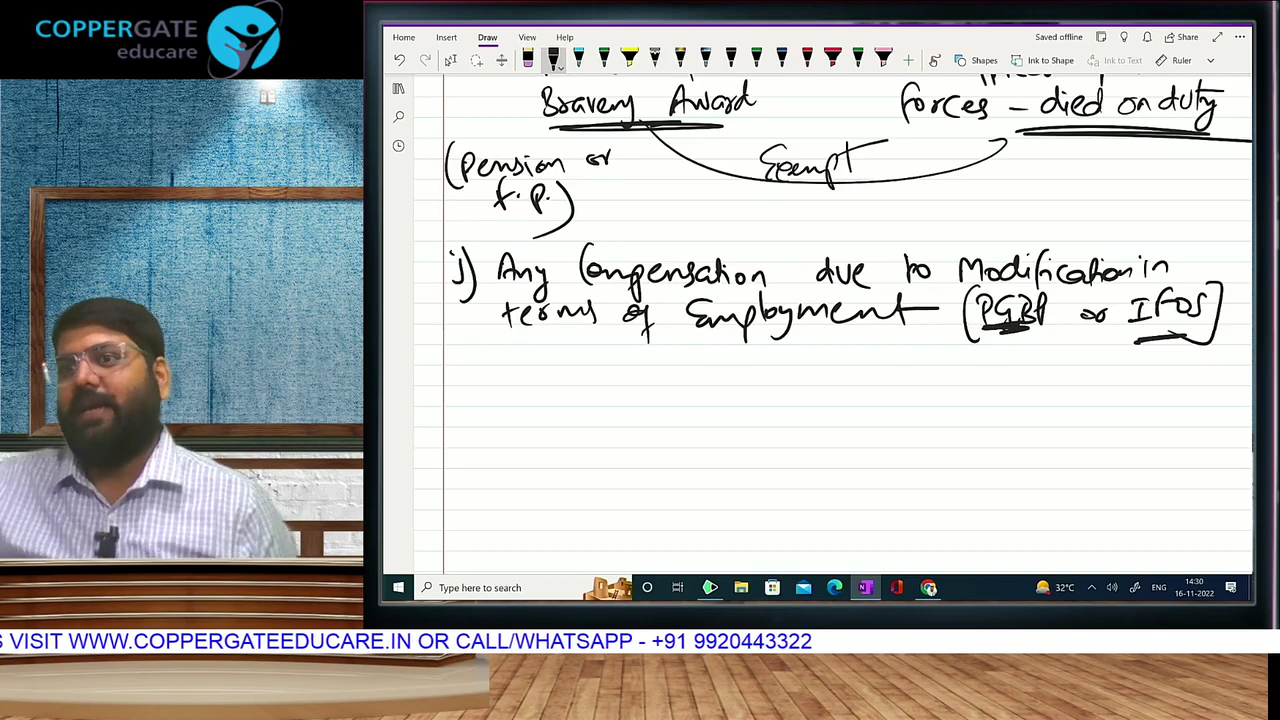 COPPERGATE
educare
Home Insert Draw View Help
Saved offline
Share
Shapes
Ink to Shape
Ink to Text
Ruler
Bravery Award
forces – died on duty
(Pension or
f.p.)
Exempt
j) Any Compensation due to Modification in
terms of Employment (PGBP or IFOS)
Type here to search
32°C
ENG
14:30
16-11-2022
S VISIT WWW.COPPERGATEEDUCARE.IN OR CALL/WHATSAPP - +91 9920443322